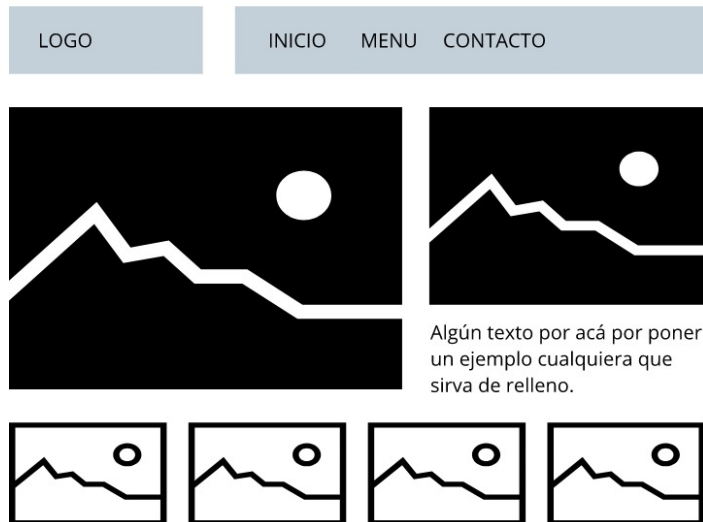 LOGO
INICIO MENU CONTACTO
Algún texto por acá por poner
un ejemplo cualquiera que
sirva de relleno.